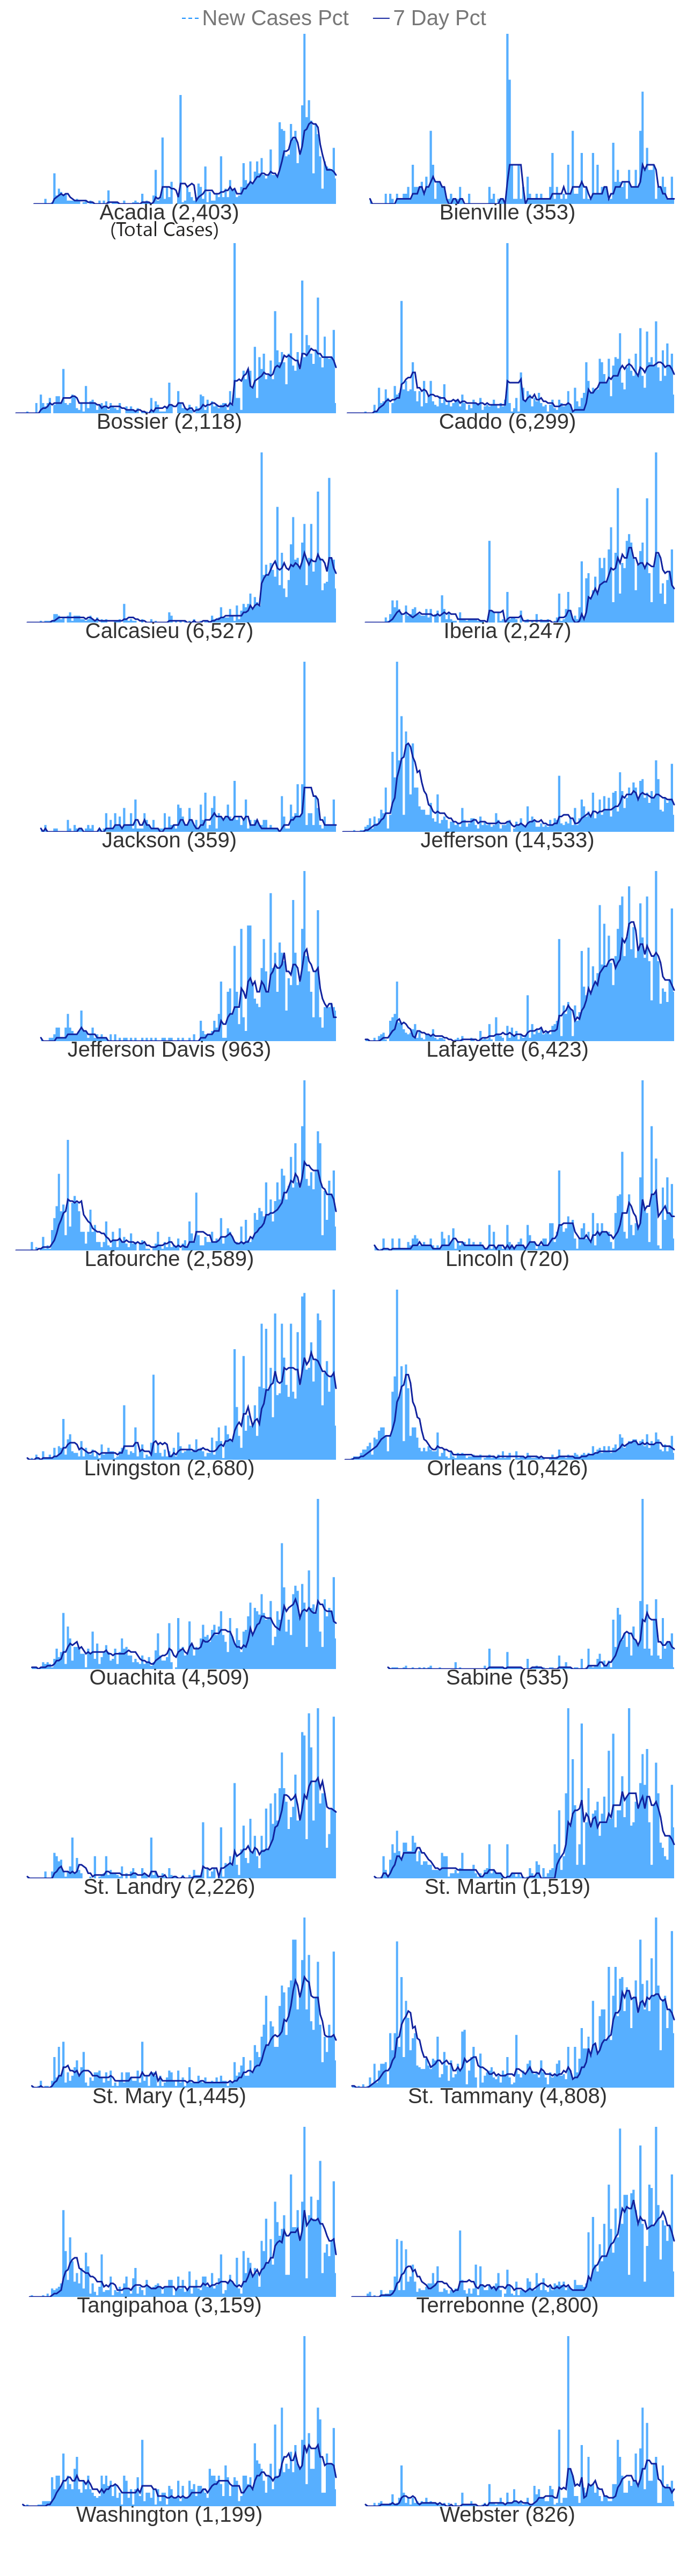 New Cases Pct 7 Day Pct
Acadia (2,403) Bienville (353)
(Total Cases)
Bossier (2,118) Caddo (6,299)
Calcasieu (6,527) Iberia (2,247)
Jackson (359) Jefferson (14,533)
Jefferson Davis (963) Lafayette (6,423)
Lafourche (2,589) Lincoln (720)
Livingston (2,680) Orleans (10,426)
Ouachita (4,509) Sabine (535)
St. Landry (2,226) St. Martin (1,519)
St. Mary (1,445) St. Tammany (4,808)
Tangipahoa (3,159) Terrebonne (2,800)
Washington (1,199) Webster (826)